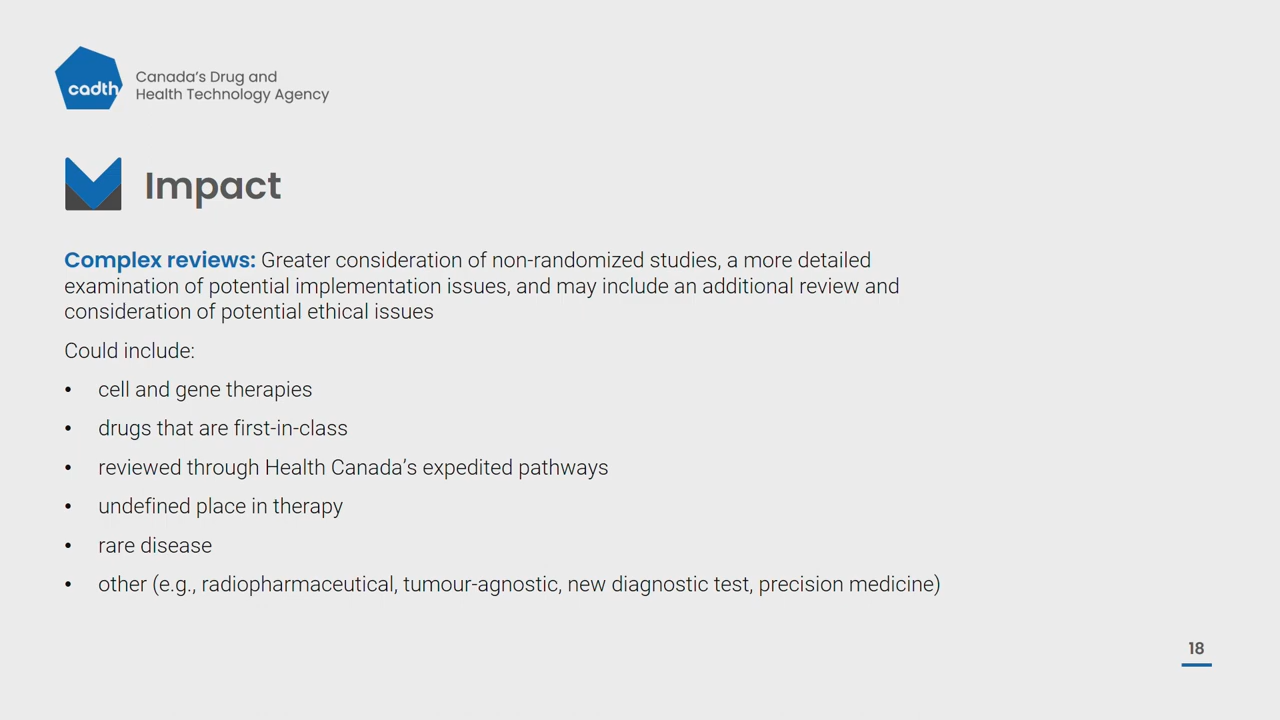 cadth
Canada's Drug and
Health Technology Agency
Impact
Complex reviews: Greater consideration of non-randomized studies, a more detailed
examination of potential implementation issues, and may include an additional review and
consideration of potential ethical issues
Could include:
• cell and gene therapies
• drugs that are first-in-class
• reviewed through Health Canada's expedited pathways
• undefined place in therapy
• rare disease
• other (e.g., radiopharmaceutical, tumour-agnostic, new diagnostic test, precision medicine)
18